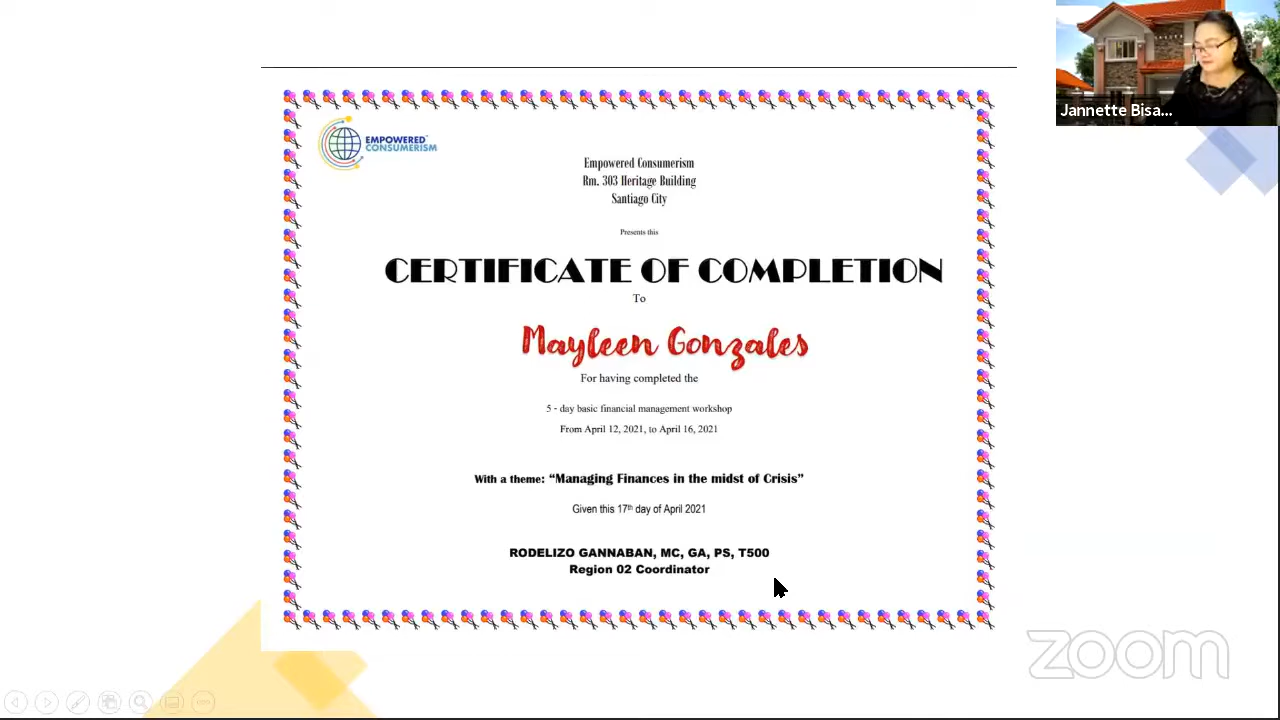 Jannette Bisa...
EMPOWERED™
CONSUMERISM
Empowered Consumerism
Rm. 303 Heritage Building
Santiago City
Presents this
CERTIFICATE OF COMPLETION
To
Mayleen Gonzales
For having completed the
5 - day basic financial management workshop
From April 12, 2021, to April 16, 2021
With a theme: “Managing Finances in the midst of Crisis”
Given this 17th day of April 2021
RODELIZO GANNABAN, MC, GA, PS, T500
Region 02 Coordinator
zoom